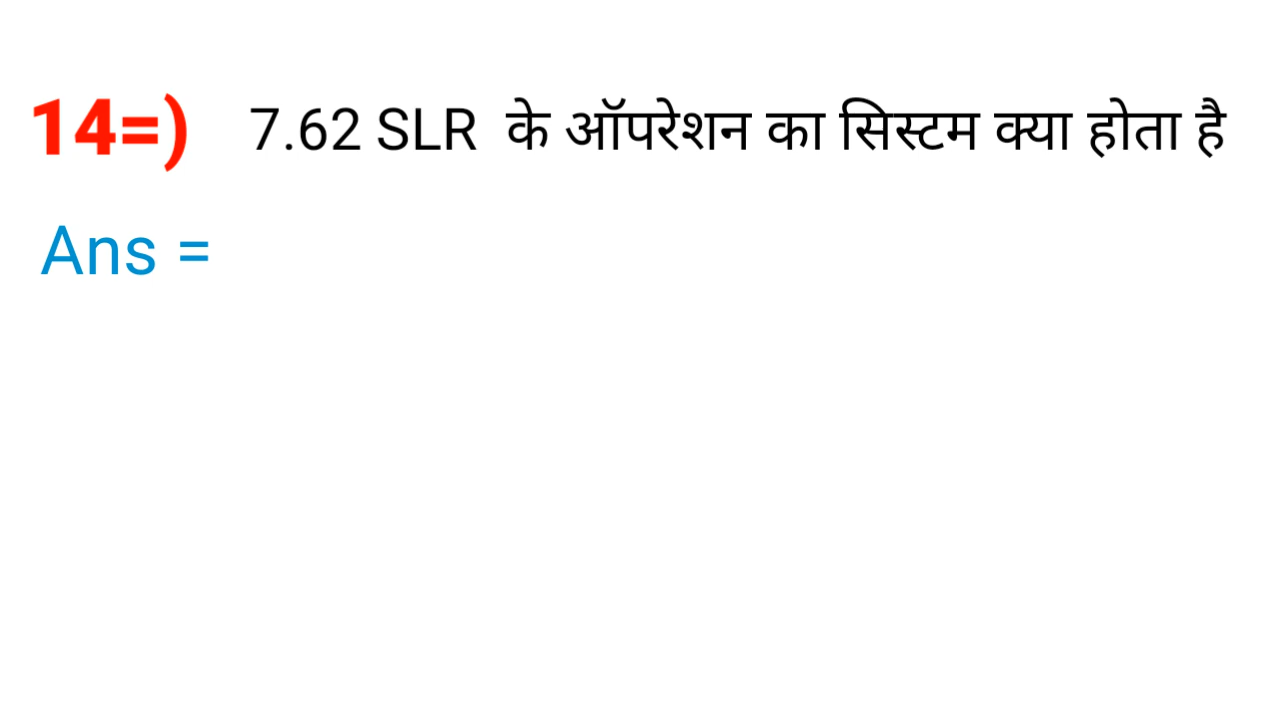 14=) 7.62 SLR के ऑपरेशन का सिस्टम क्या होता है
Ans =